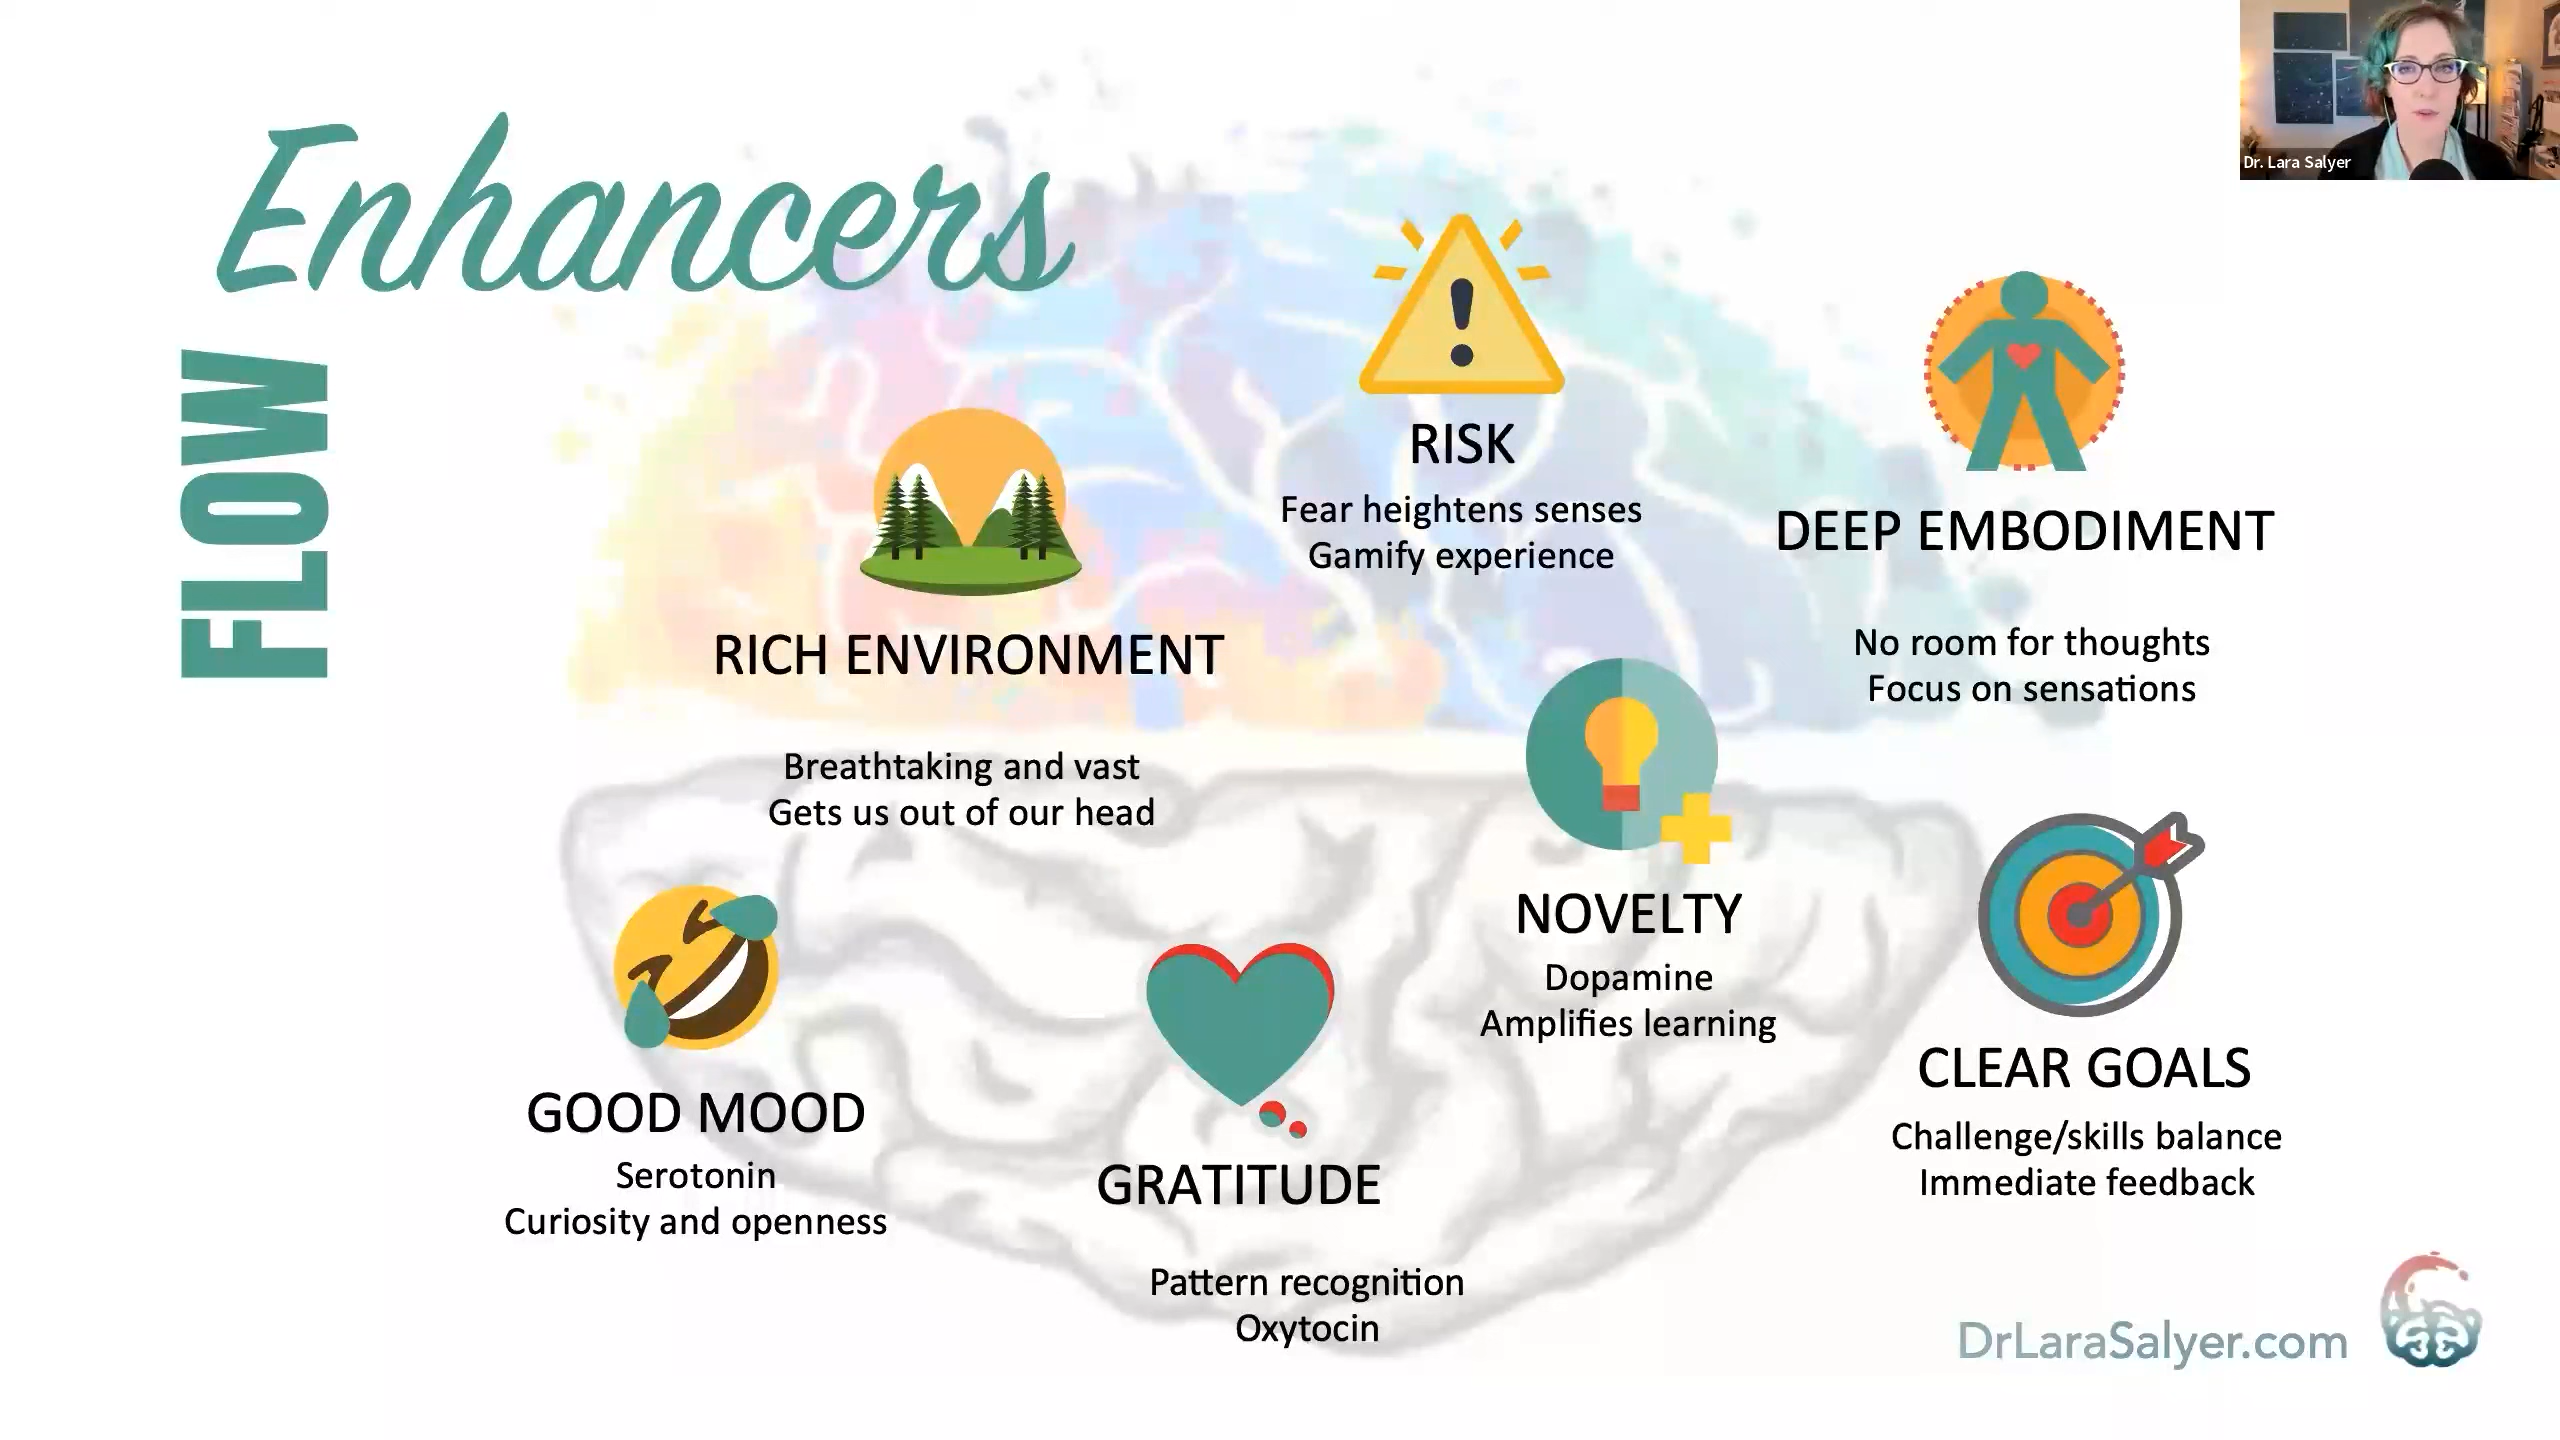 Enhancers
FLOW
Dr. Lara Salyer
RISK
Fear heightens senses
Gamify experience
DEEP EMBODIMENT
No room for thoughts
Focus on sensations
RICH ENVIRONMENT
Breathtaking and vast
Gets us out of our head
NOVELTY
Dopamine
Amplifies learning
CLEAR GOALS
Challenge/skills balance
Immediate feedback
GOOD MOOD
Serotonin
Curiosity and openness
GRATITUDE
Pattern recognition
Oxytocin
DrLaraSalyer.com